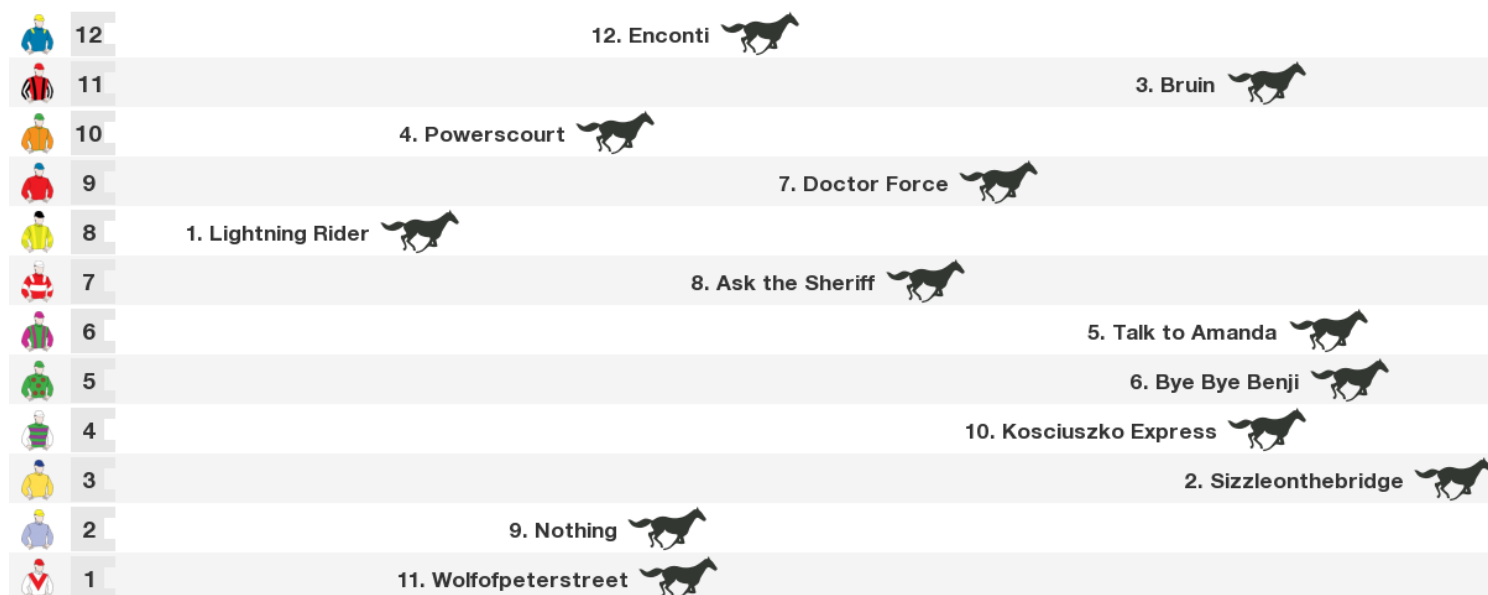 12 12. Enconti
11 3. Bruin
10 4. Powerscourt
9 7. Doctor Force
8 1. Lightning Rider
7 8. Ask the Sheriff
6 5. Talk to Amanda
5 6. Bye Bye Benji
4 10. Kosciuszko Express
3 2. Sizzleonthebridge
2 9. Nothing
1 11. Wolfofpeterstreet